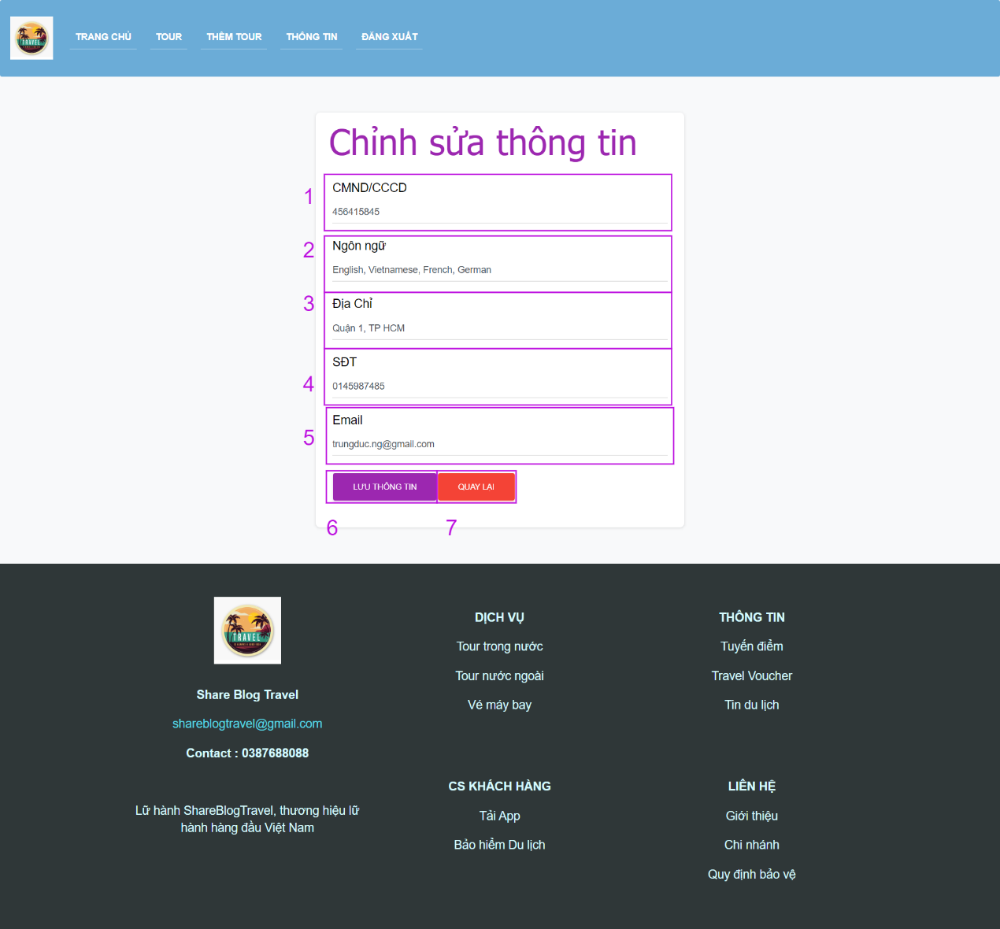 TRAVEL
TRANG CHỦ TOUR THÊM TOUR THÔNG TIN ĐĂNG XUẤT
Chỉnh sửa thông tin
1
CMND/CCCD
456415845
2
Ngôn ngữ
English, Vietnamese, French, German
3
Địa Chỉ
Quận 1, TP HCM
4
SĐT
0145987485
5
Email
trungduc.ng@gmail.com
LƯU THÔNG TIN QUAY LẠI
6 7
TRAVEL
Share Blog Travel
shareblogtravel@gmail.com
Contact : 0387688088
Lữ hành ShareBlogTravel, thương hiệu lữ
hành hàng đầu Việt Nam
DỊCH VỤ
Tour trong nước
Tour nước ngoài
Vé máy bay
THÔNG TIN
Tuyến điểm
Travel Voucher
Tin du lịch
CS KHÁCH HÀNG
Tải App
Bảo hiểm Du lịch
LIÊN HỆ
Giới thiệu
Chi nhánh
Quy định bảo vệ